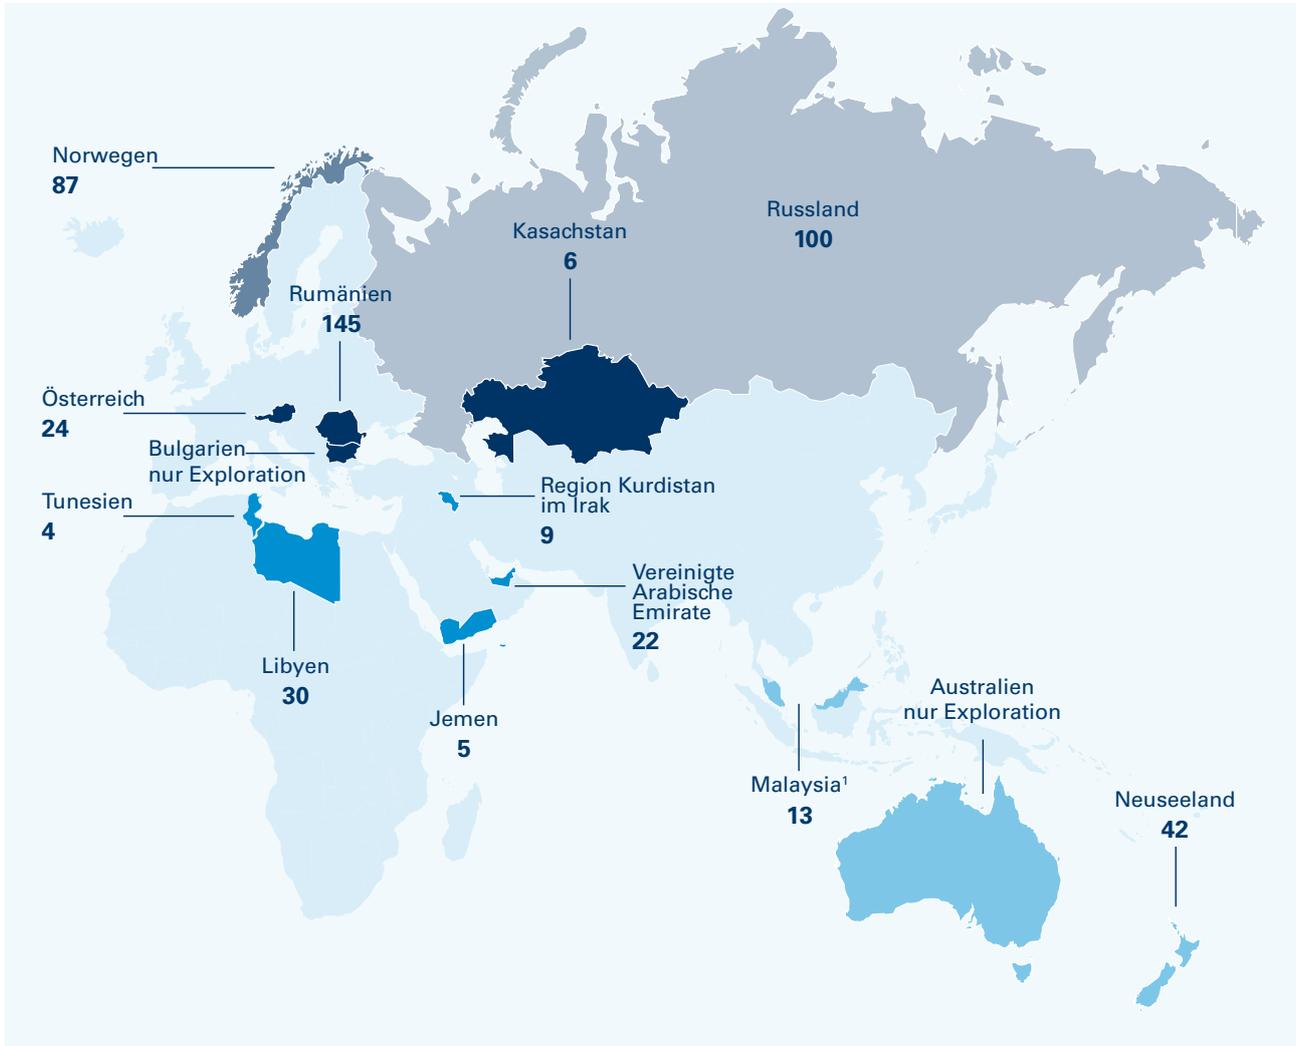 Norwegen
87
Russland
100
Kasachstan
6
Rumänien
145
Österreich
24
Bulgarien
nur Exploration
Tunesien
4
Region Kurdistan
im Irak
9
Vereinigte
Arabische
Emirate
22
Libyen
30
Jemen
5
Australien
nur Exploration
Malaysia¹
13
Neuseeland
42